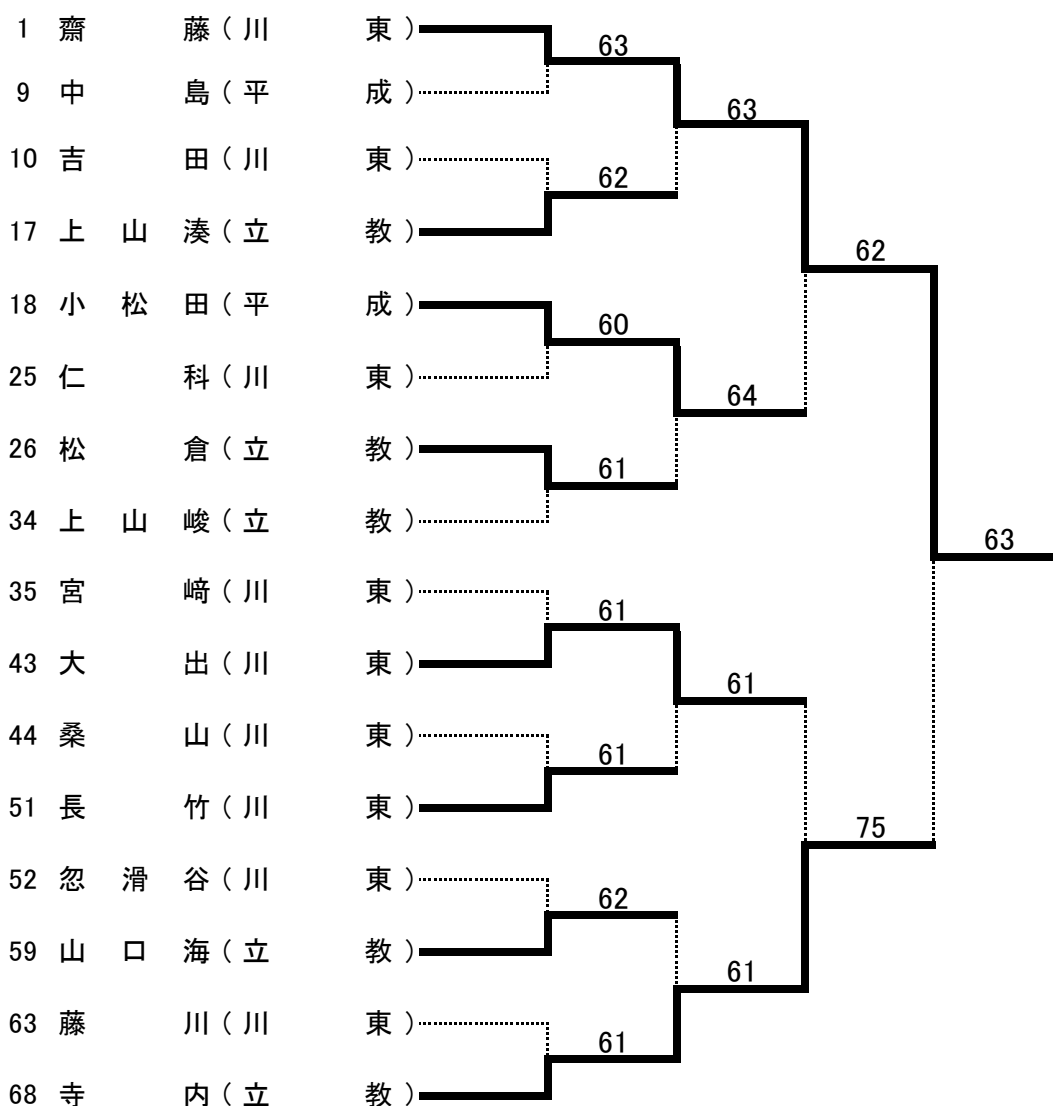 1 齋藤(川東)
63
9 中島(平成)
63
10 吉田(川東)
62
17 上山湊(立教)
62
18 小松田(平成)
60
25 仁科(川東)
64
26 松倉(立教)
61
34 上山峻(立教)
63
35 宮﨑(川東)
61
43 大出(川東)
61
44 桑山(川東)
61
51 長竹(川東)
75
52 忽滑谷(川東)
62
59 山口海(立教)
61
63 藤川(川東)
61
68 寺内(立教)